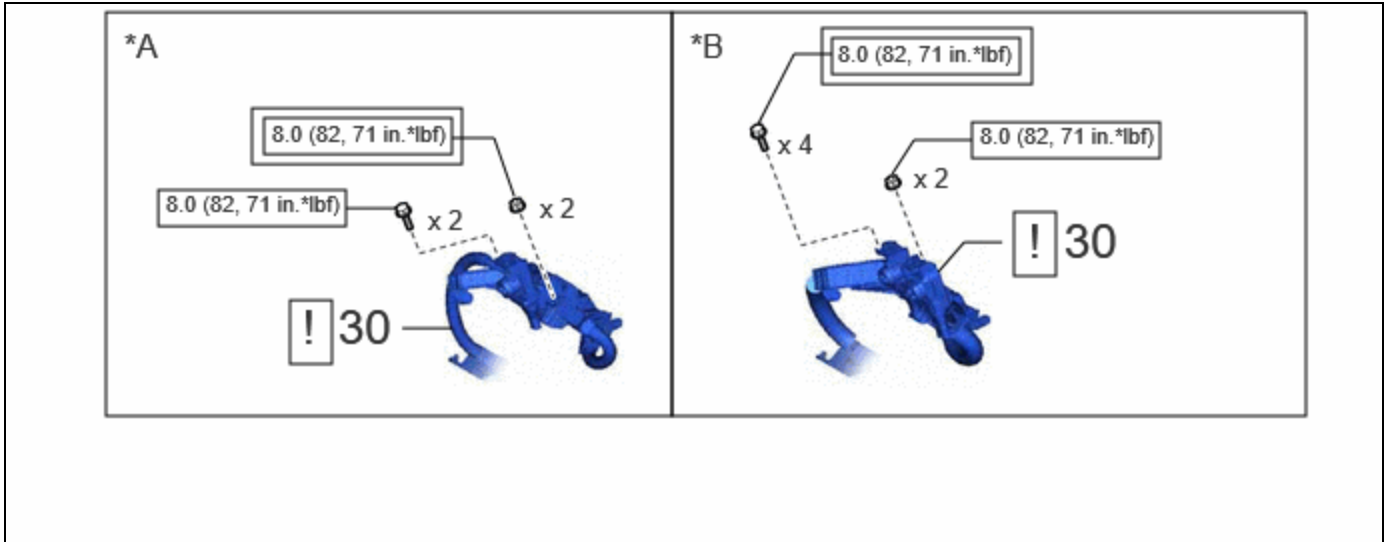 *A
8.0 (82, 71 in.*lbf)
x 2
8.0 (82, 71 in.*lbf)
x 2
! 30
*B
8.0 (82, 71 in.*lbf)
x 4
8.0 (82, 71 in.*lbf)
x 2
! 30